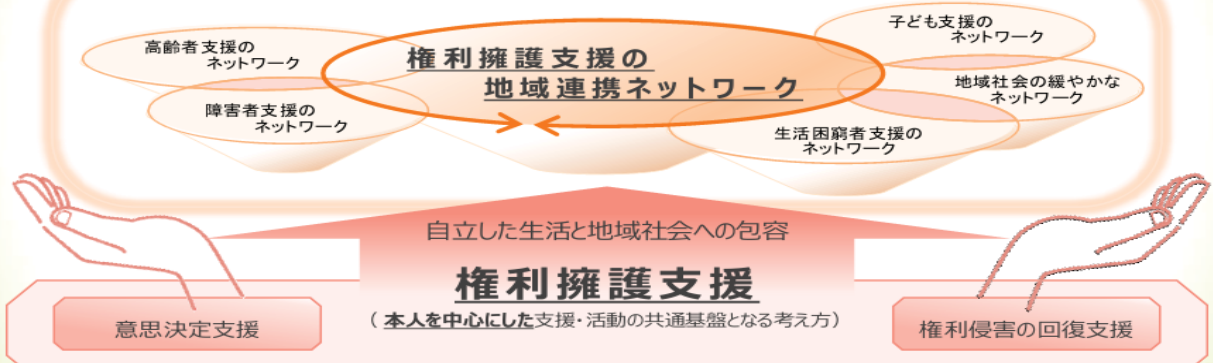 高齢者支援の
ネットワーク
権利擁護支援の
地域連携ネットワーク
子ども支援の
ネットワーク
障害者支援の
ネットワーク
地域社会の緩やかな
ネットワーク
生活困窮者支援の
ネットワーク
自立した生活と地域社会への包容
権利擁護支援
(本人を中心にした支援・活動の共通基盤となる考え方)
意思決定支援
権利侵害の回復支援